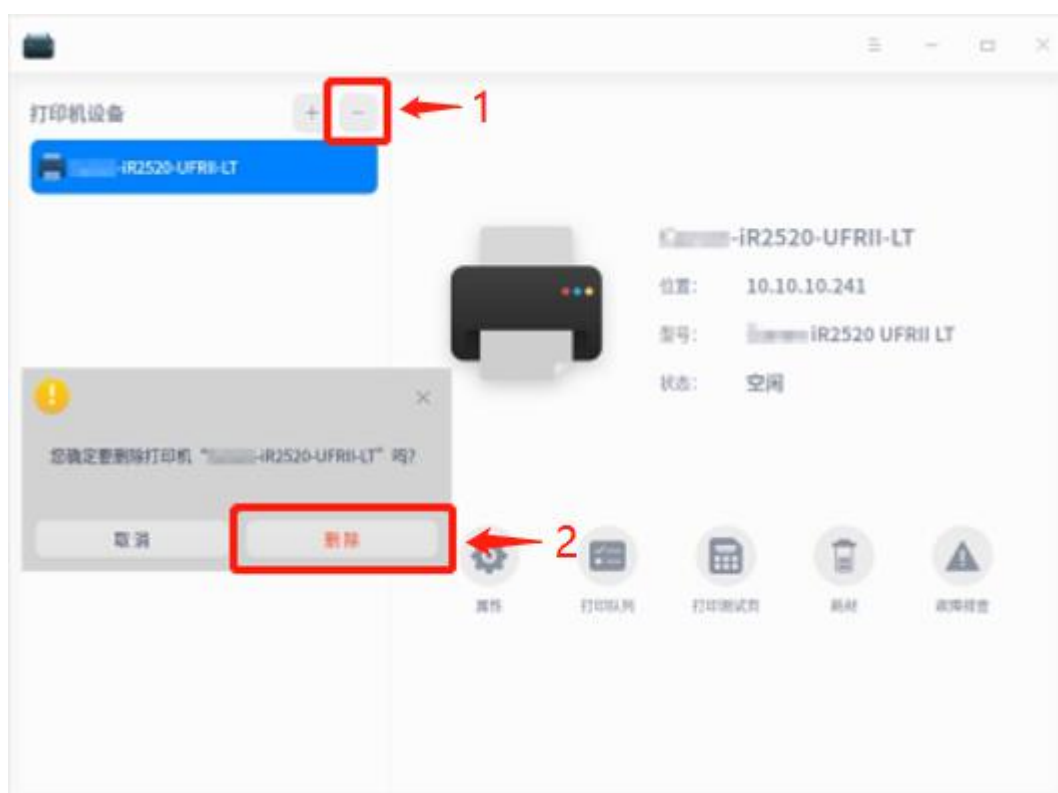 打印机设备
1
-iR2520-UFRII-LT
-iR2520-UFRII-LT
位置: 10.10.10.241
型号: iR2520 UFRII LT
状态: 空闲
您确定要删除打印机“ -iR2520-UFRII-LT”吗?
取消 删除
2
属性 打印队列 打印测试页 耗材 故障排查